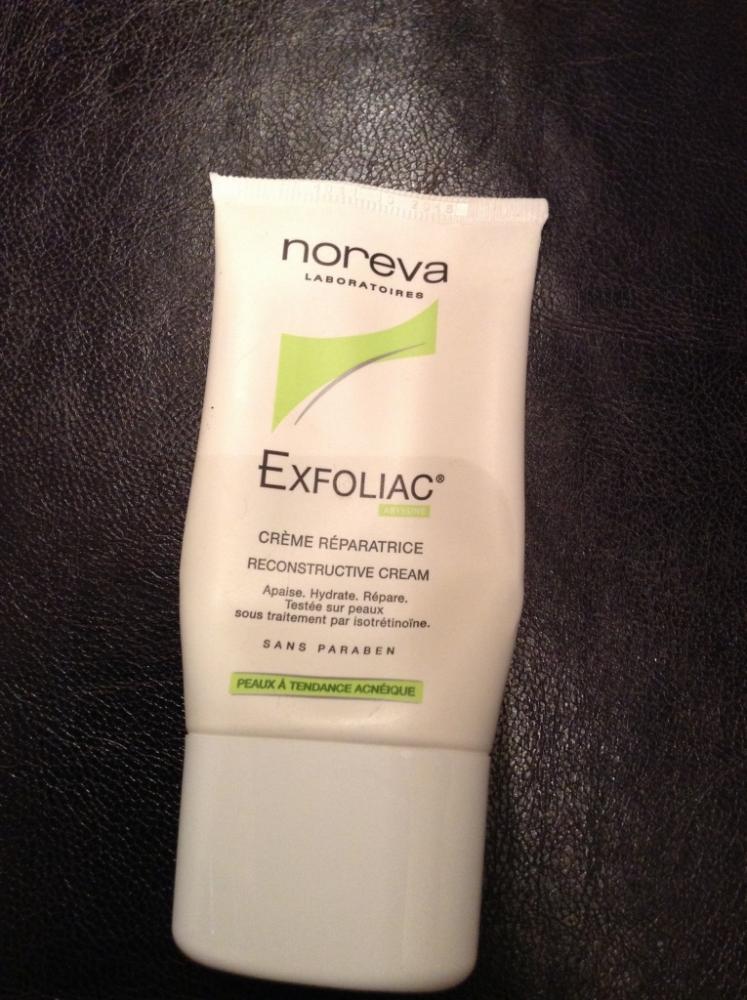 noreva
LABORATOIRES
EXFOLIAC®
CRÈME RÉPARATRICE
RECONSTRUCTIVE CREAM
Apaise. Hydrate. Répare.
Testée sur peaux
sous traitement par isotrétinoïne.
SANS PARABEN
PEAUX À TENDANCE ACNÉIQUE